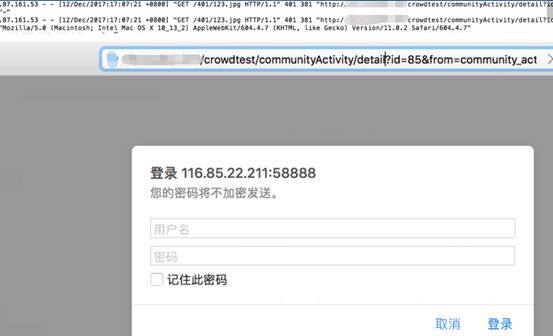 .87.161.53 - - [12/Dec/2017:17:07:21 +0800] "GET /401/123.jpg HTTP/1.1" 401 381 "http:/ crowdtest/communityActivity/detail?i
"-"
.87.161.53 - - [12/Dec/2017:17:07:21 +0800] "GET /401/123.jpg HTTP/1.1" 401 381 "http:/ /crowdtest/communityActivity/detail?i
"Mozilla/5.0 (Macintosh; Intel Mac OS X 10_13_2) AppleWebKit/604.4.7 (KHTML, like Gecko) Version/11.0.2 Safari/604.4.7"
/crowdtest/communityActivity/detail?id=85&from=community_act
登录 116.85.22.211:58888
您的密码将不加密发送。
用户名
密码
记住此密码
取消 登录